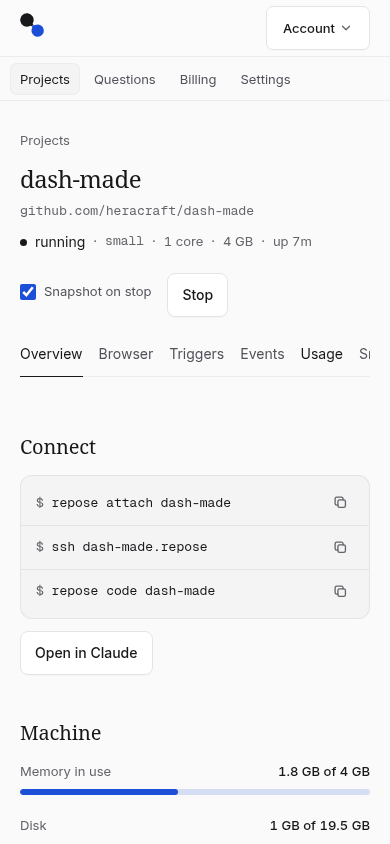 Account
Projects Questions Billing Settings
Projects
dash-made
github.com/heracraft/dash-made
running · small · 1 core · 4 GB · up 7m
Snapshot on stop Stop
Overview Browser Triggers Events Usage
Connect
$ repose attach dash-made
$ ssh dash-made.repose
$ repose code dash-made
Open in Claude
Machine
Memory in use 1.8 GB of 4 GB
Disk 1 GB of 19.5 GB